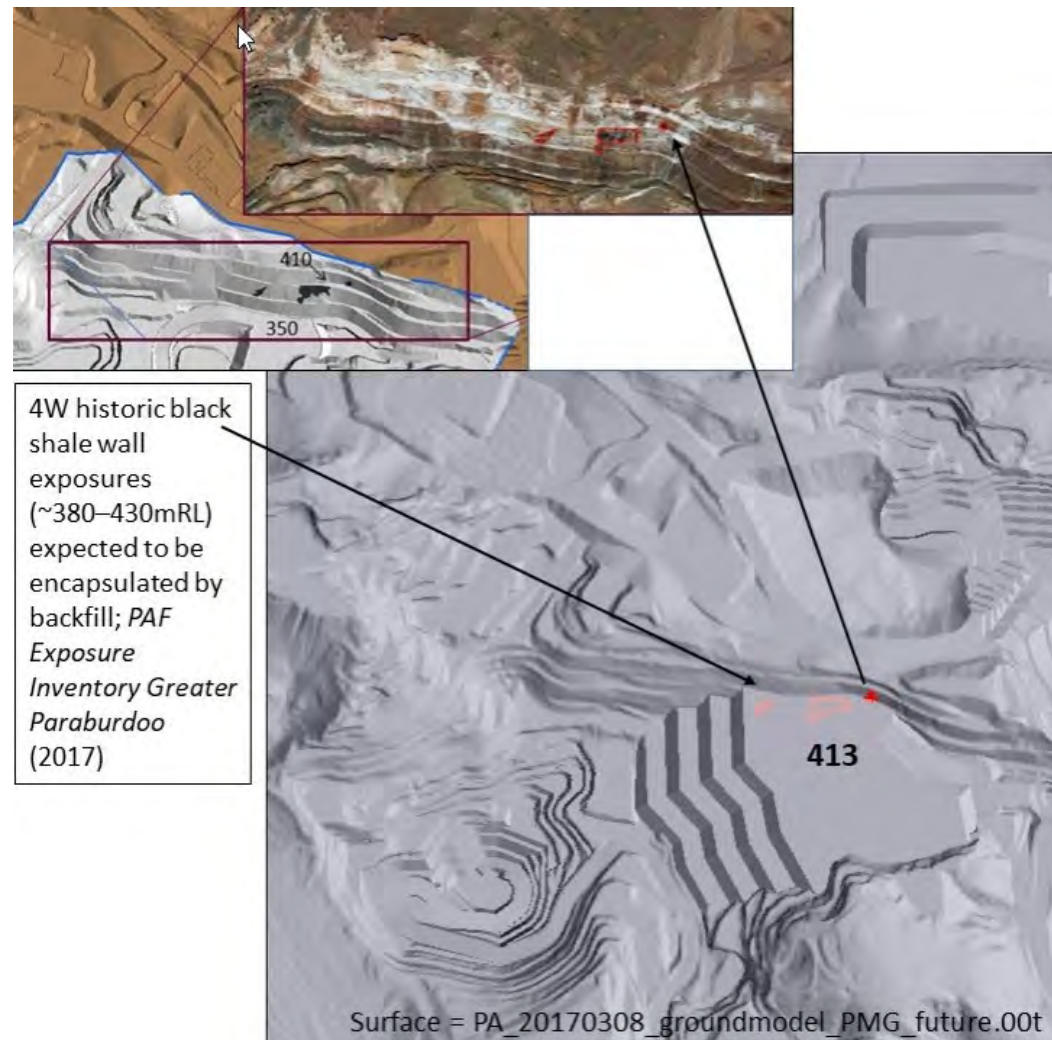 410
350
4W historic black
shale wall
exposures
(~380–430mRL)
expected to be
encapsulated by
backfill; PAF
Exposure
Inventory Greater
Paraburdoo
(2017)
413
Surface = PA_20170308_groundmodel_PMG_future.00t